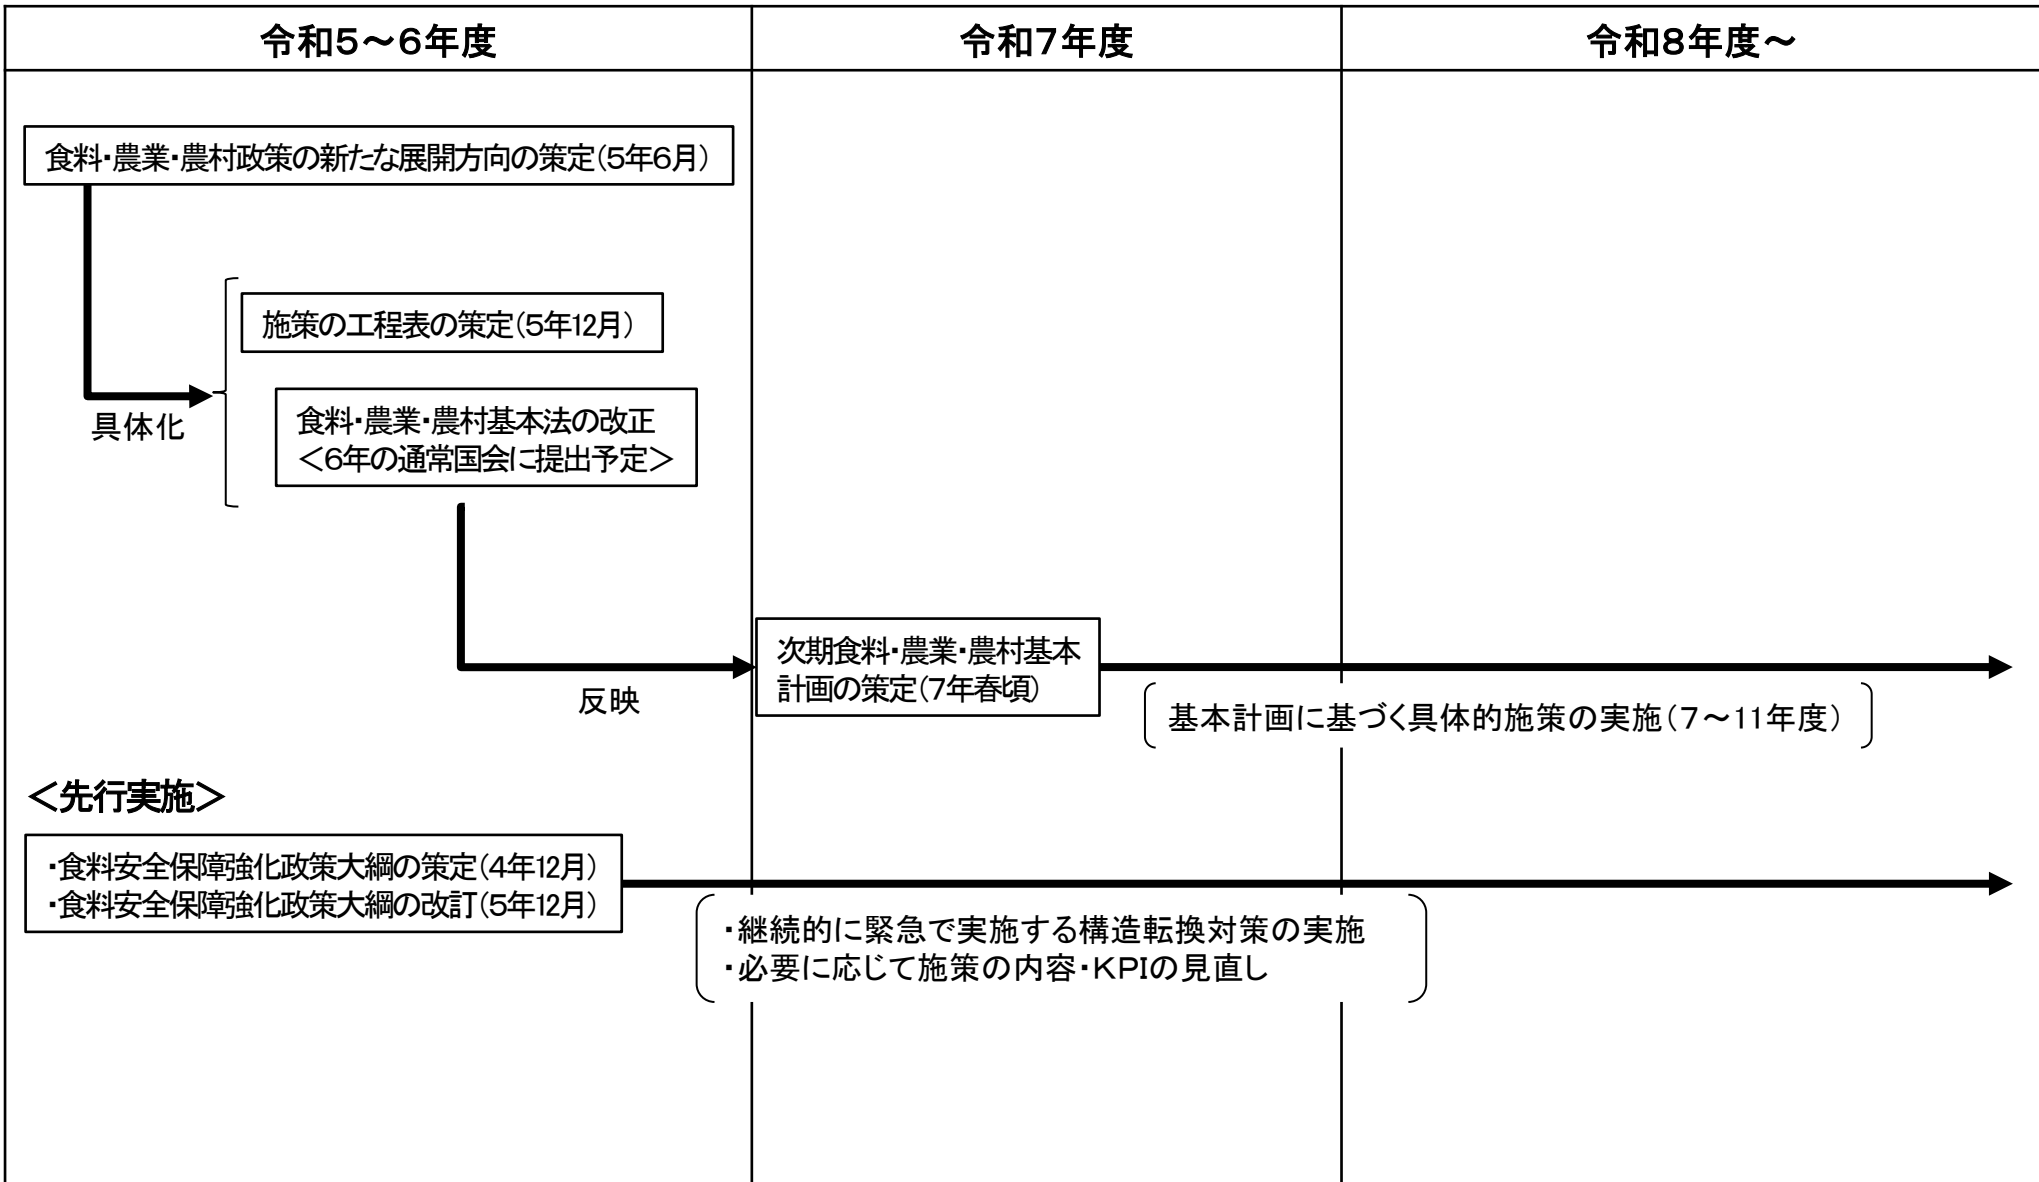 令和5～6年度
令和7年度
令和8年度～
食料・農業・農村政策の新たな展開方向の策定（5年6月）
施策の工程表の策定（5年12月）
具体化
食料・農業・農村基本法の改正
＜6年の通常国会に提出予定＞
次期食料・農業・農村基本
計画の策定（7年春頃）
反映
基本計画に基づく具体的施策の実施（7～11年度）
＜先行実施＞
・食料安全保障強化政策大綱の策定（4年12月）
・食料安全保障強化政策大綱の改訂（5年12月）
・継続的に緊急で実施する構造転換対策の実施
・必要に応じて施策の内容・KPIの見直し